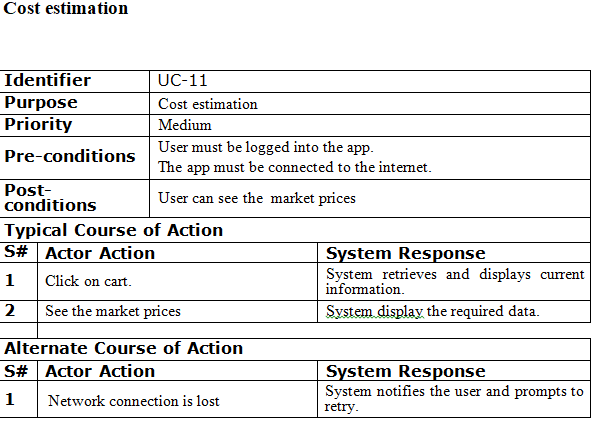 Cost estimation
Identifier UC-11
Purpose Cost estimation
Priority Medium
Pre-conditions User must be logged into the app.
The app must be connected to the internet.
Post-
conditions User can see the market prices
Typical Course of Action
S# Actor Action System Response
1 Click on cart. System retrieves and displays current
information.
2 See the market prices System display the required data.
Alternate Course of Action
S# Actor Action System Response
1 Network connection is lost System notifies the user and prompts to
retry.